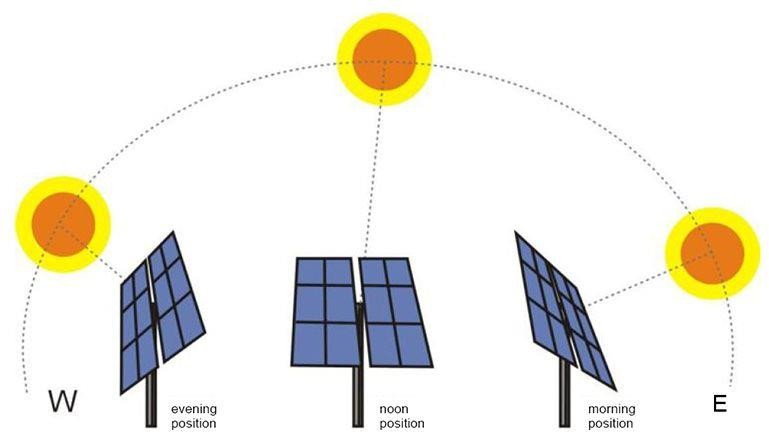 W
evening
position
noon
position
morning
position
E